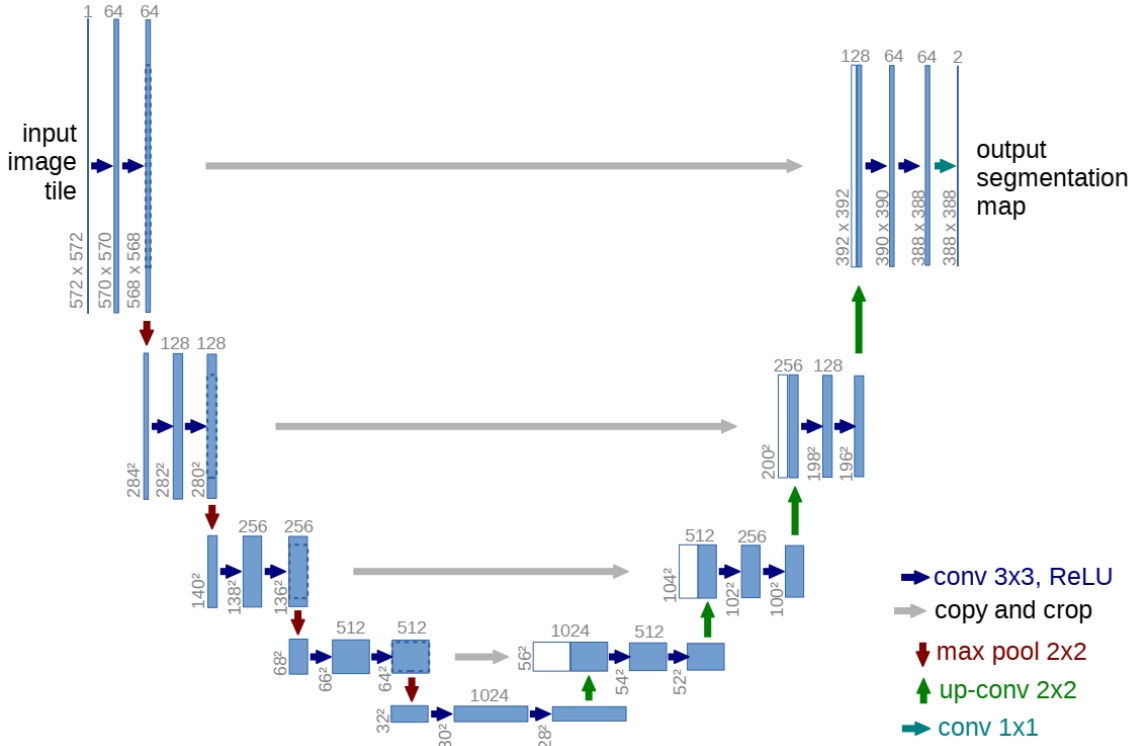 1 64 64
input
image
tile
572 x 572
570 x 570
568 x 568
128 64 64 2
392 x 392
390 x 390
388 x 388
388 x 388
output
segmentation
map
128 128
284²
282²
280²
256 128
200²
198²
196²
256 256
140²
138²
136²
512 256
104²
102²
100²
512 512
68²
66²
64²
1024 512
56²
54²
52²
1024
32²
30²
28²
conv 3x3, ReLU
copy and crop
max pool 2x2
up-conv 2x2
conv 1x1